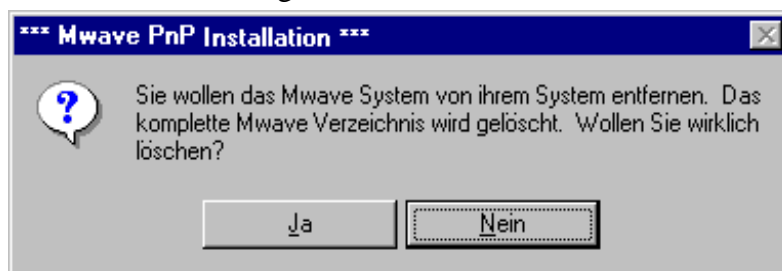 *** Mwave PnP Installation ***
Sie wollen das Mwave System von ihrem System entfernen. Das
komplette Mwave Verzeichnis wird gelöscht. Wollen Sie wirklich
löschen?
Ja
Nein